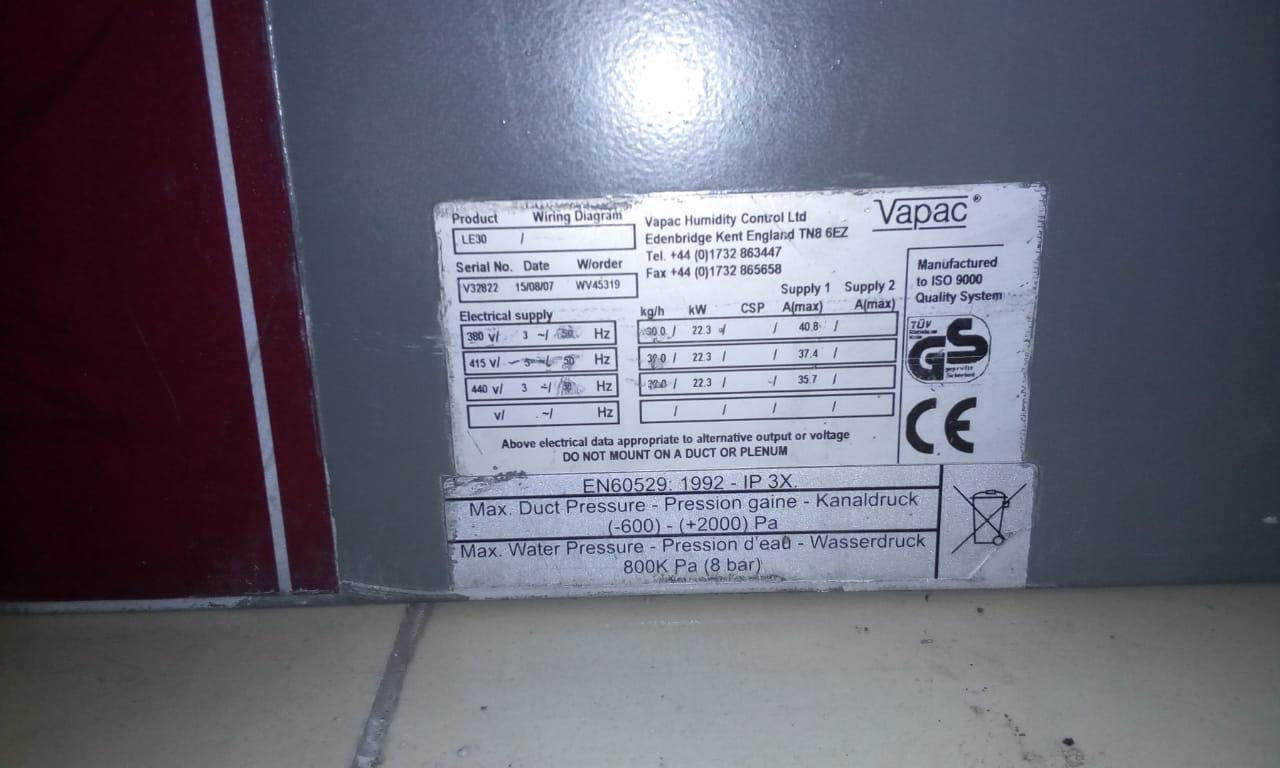 Product Wiring Diagram
LE30 /
Serial No. Date W/order
V32822 15/08/07 WV45319
Vapac Humidity Control Ltd
Edenbridge Kent England TN8 6EZ
Tel. +44 (0)1732 863447
Fax +44 (0)1732 865658
Vapac®
Manufactured
to ISO 9000
Quality System
TÜV
GS
geprüfte
Sicherheit
CE
Electrical supply
kg/h kW CSP Supply 1 A(max) Supply 2 A(max)
380 v/ 3 ~/ 50 Hz 30.0 / 22.3 / / 40.8 /
415 v/ ~/ 50 Hz 30.0 / 22.3 / / 37.4 /
440 v/ 3 ~/ Hz 30.0 / 22.3 / / 35.7 /
v/ ~/ Hz / / / /
Above electrical data appropriate to alternative output or voltage
DO NOT MOUNT ON A DUCT OR PLENUM
EN60529: 1992 - IP 3X.
Max. Duct Pressure - Pression gaine - Kanaldruck
(-600) - (+2000) Pa
Max. Water Pressure - Pression d'eau - Wasserdruck
800K Pa (8 bar)